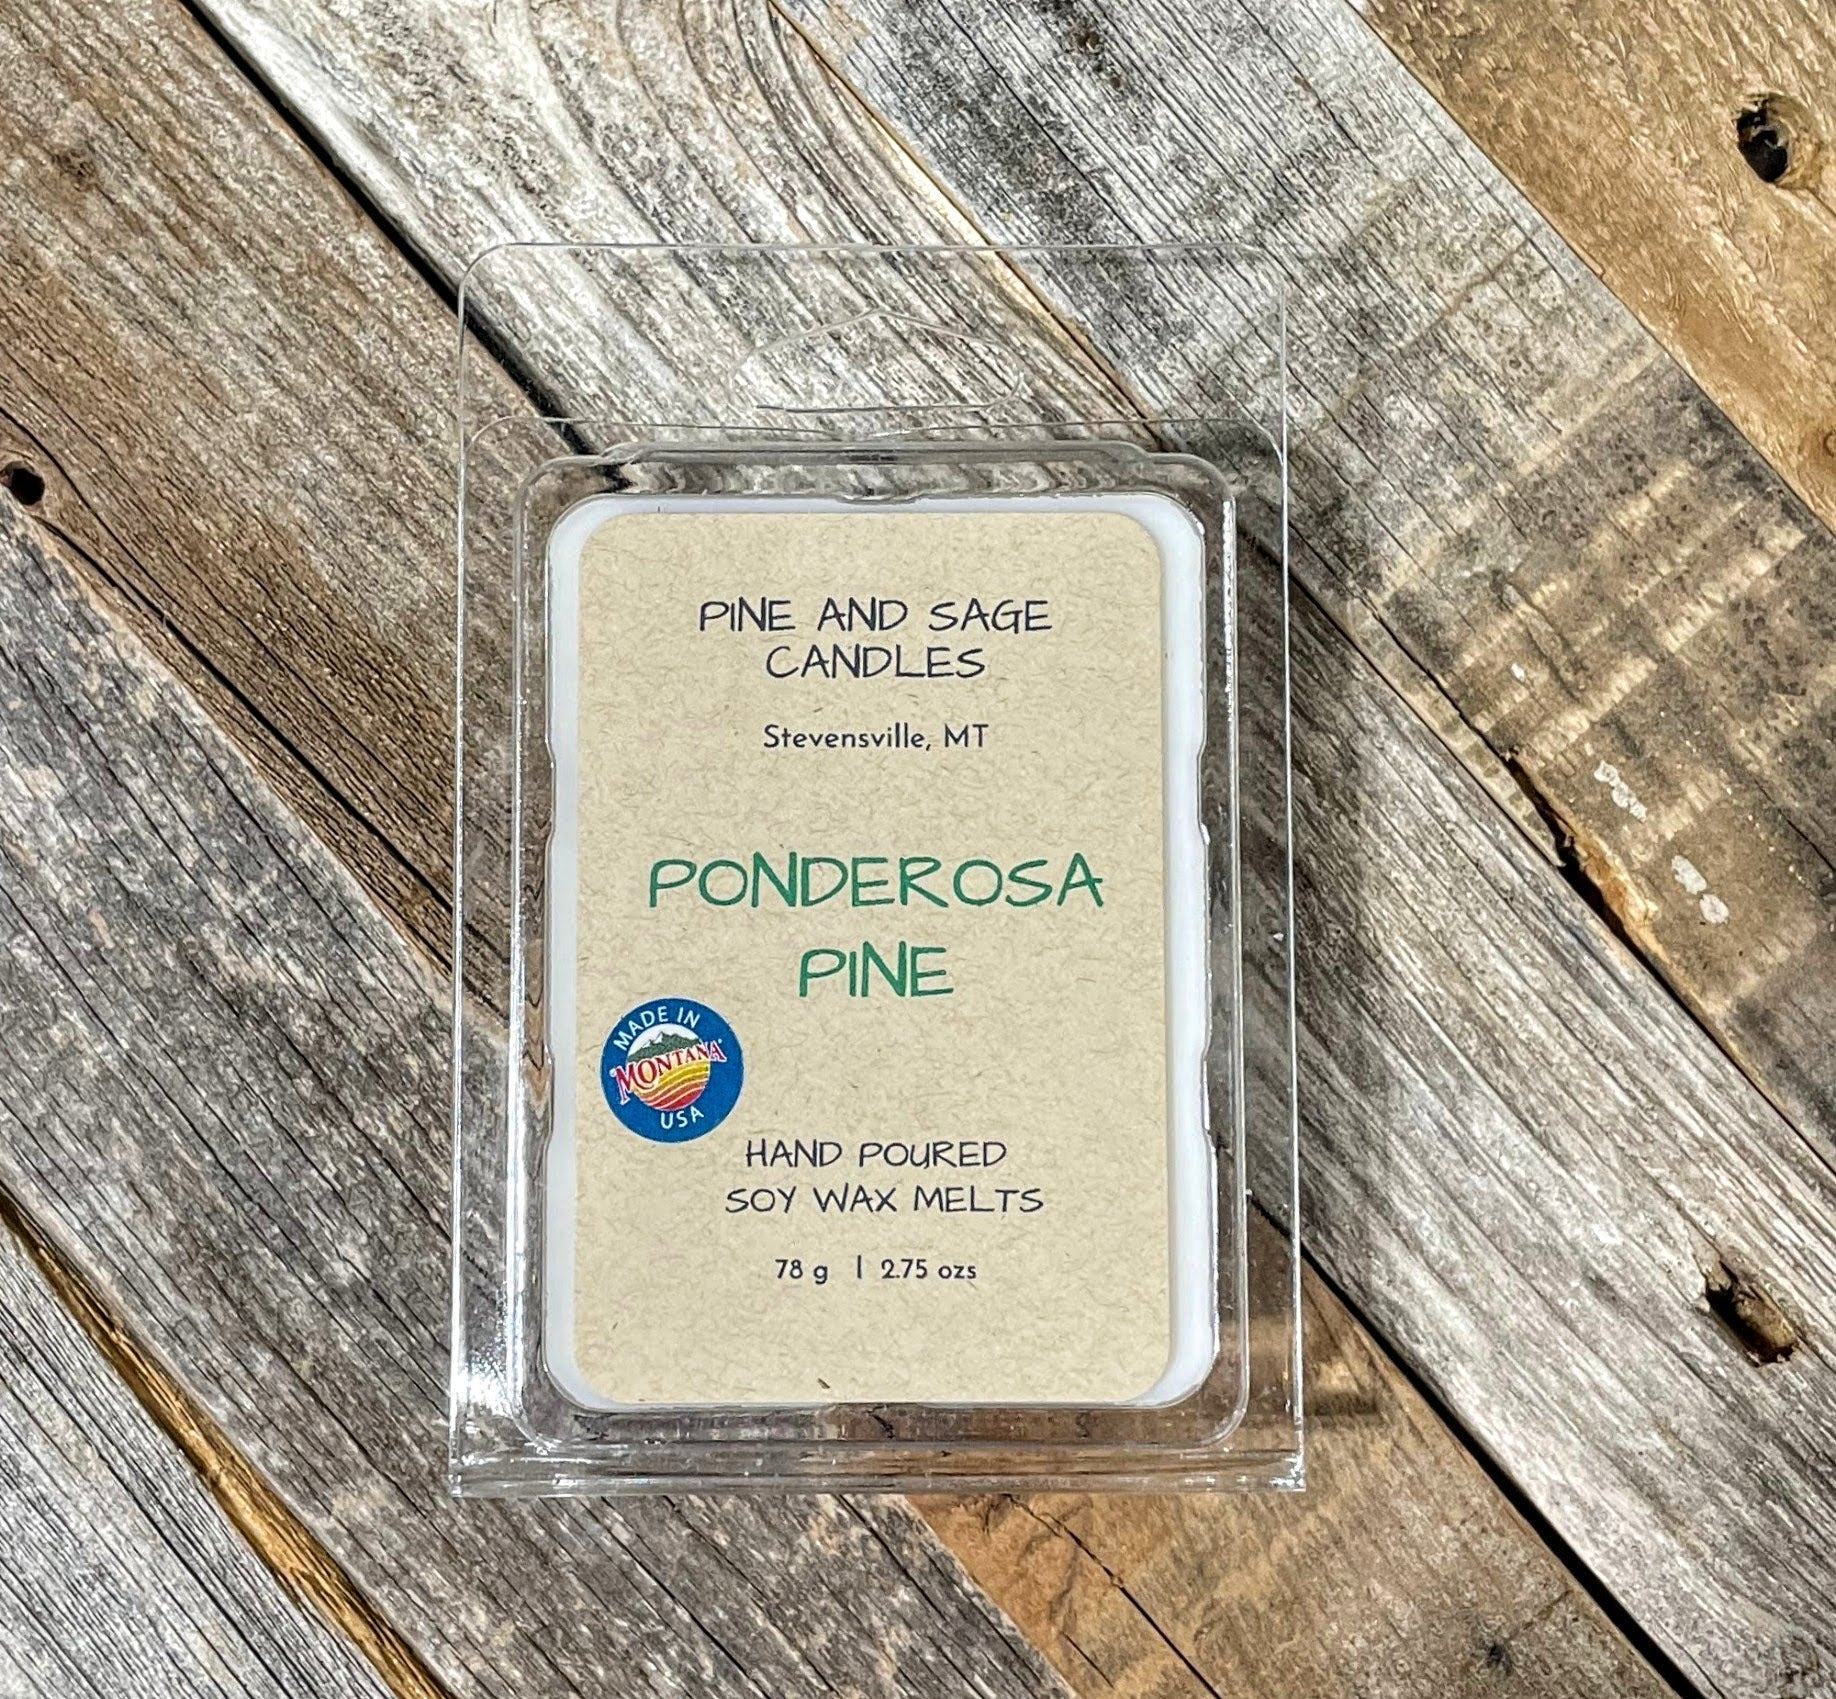 PINE AND SAGE
CANDLES
Stevensville, MT
PONDEROSA
PINE
MADE IN
MONTANA
USA
HAND POURED
SOY WAX MELTS
78 g | 2.75 ozs